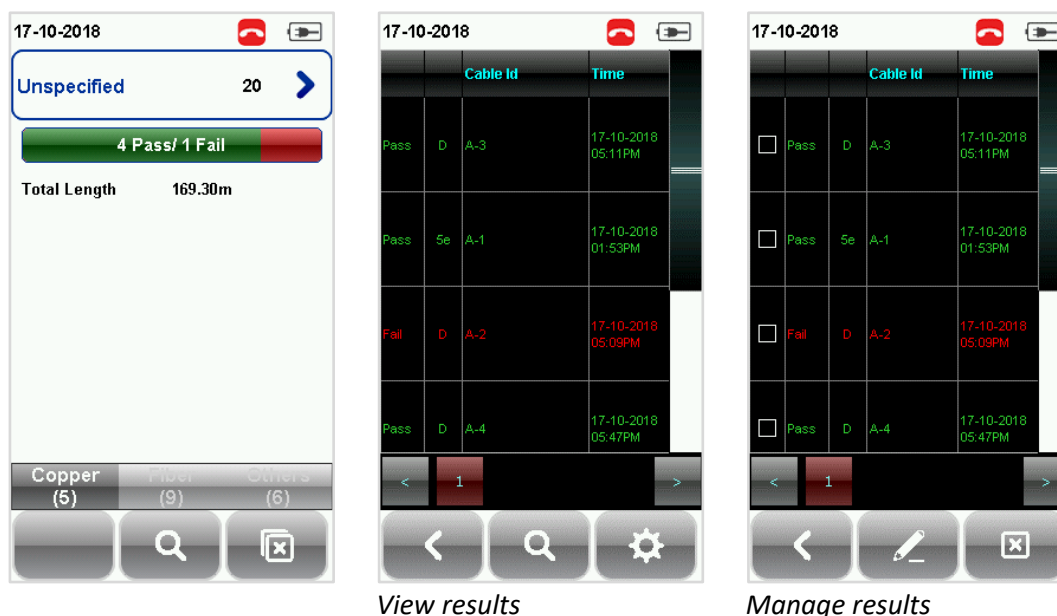 17-10-2018
Unspecified 20
4 Pass/ 1 Fail
Total Length 169.30m
Copper Fiber Others
(5) (9) (6)
17-10-2018
Cable Id Time
Pass D A-3 17-10-2018
05:11PM
Pass 5e A-1 17-10-2018
01:53PM
Fail D A-2 17-10-2018
05:09PM
Pass D A-4 17-10-2018
05:47PM
< 1 >
View results
17-10-2018
Cable Id Time
Pass D A-3 17-10-2018
05:11PM
Pass 5e A-1 17-10-2018
01:53PM
Fail D A-2 17-10-2018
05:09PM
Pass D A-4 17-10-2018
05:47PM
< 1 >
Manage results